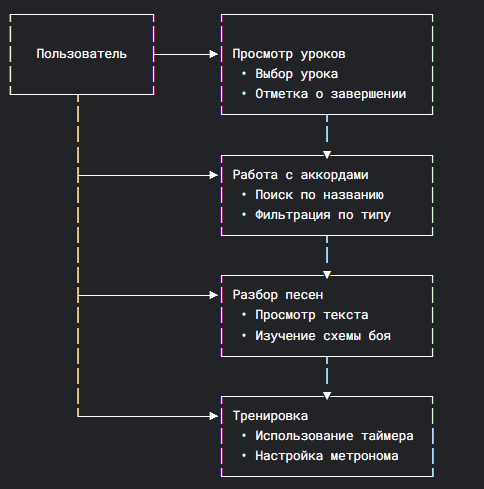 Пользователь
Просмотр уроков
• Выбор урока
• Отметка о завершении
Работа с аккордами
• Поиск по названию
• Фильтрация по типу
Разбор песен
• Просмотр текста
• Изучение схемы боя
Тренировка
• Использование таймера
• Настройка метронома